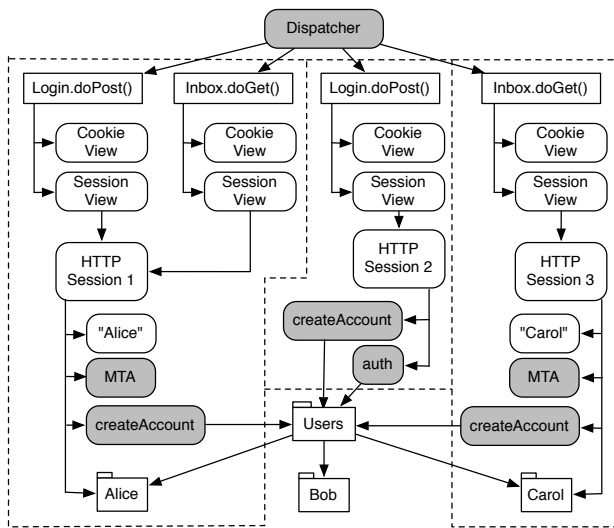 Dispatcher
Login.doPost()
Inbox.doGet()
Login.doPost()
Inbox.doGet()
Cookie
View
Cookie
View
Cookie
View
Cookie
View
Session
View
Session
View
Session
View
Session
View
HTTP
Session 1
HTTP
Session 2
HTTP
Session 3
createAccount
"Alice"
"Carol"
auth
MTA
MTA
createAccount
Users
createAccount
Alice
Bob
Carol